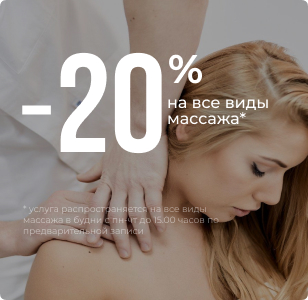 -20%
на все виды
массажа*
* услуга распространяется на все виды
массажа в будни с пн-чт до 15.00 часов по
предварительной записи